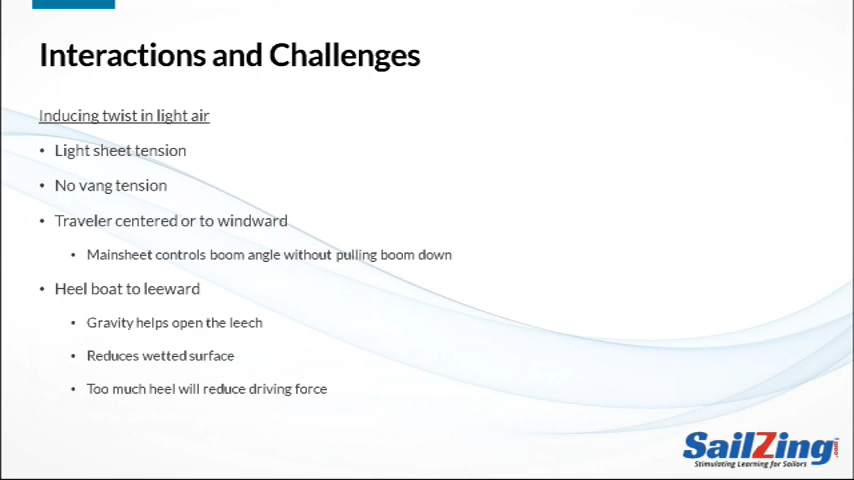 Interactions and Challenges
Inducing twist in light air
• Light sheet tension
• No vang tension
• Traveler centered or to windward
• Mainsheet controls boom angle without pulling boom down
• Heel boat to leeward
• Gravity helps open the leech
• Reduces wetted surface
• Too much heel will reduce driving force
SailZing.com
Stimulating Learning for Sailors